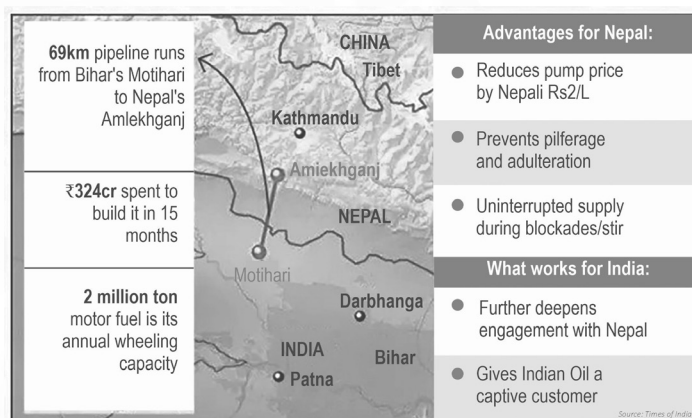 69km pipeline runs
from Bihar's Motihari
to Nepal's
Amlekhganj
₹324cr spent to
build it in 15
months
2 million ton
motor fuel is its
annual wheeling
capacity
CHINA
Tibet
Kathmandu
Amiekhganj
NEPAL
Motihari
Darbhanga
INDIA
Bihar
Patna
Advantages for Nepal:
Reduces pump price
by Nepali Rs2/L
Prevents pilferage
and adulteration
Uninterrupted supply
during blockades/stir
What works for India:
Further deepens
engagement with Nepal
Gives Indian Oil a
captive customer
Source: Times of India